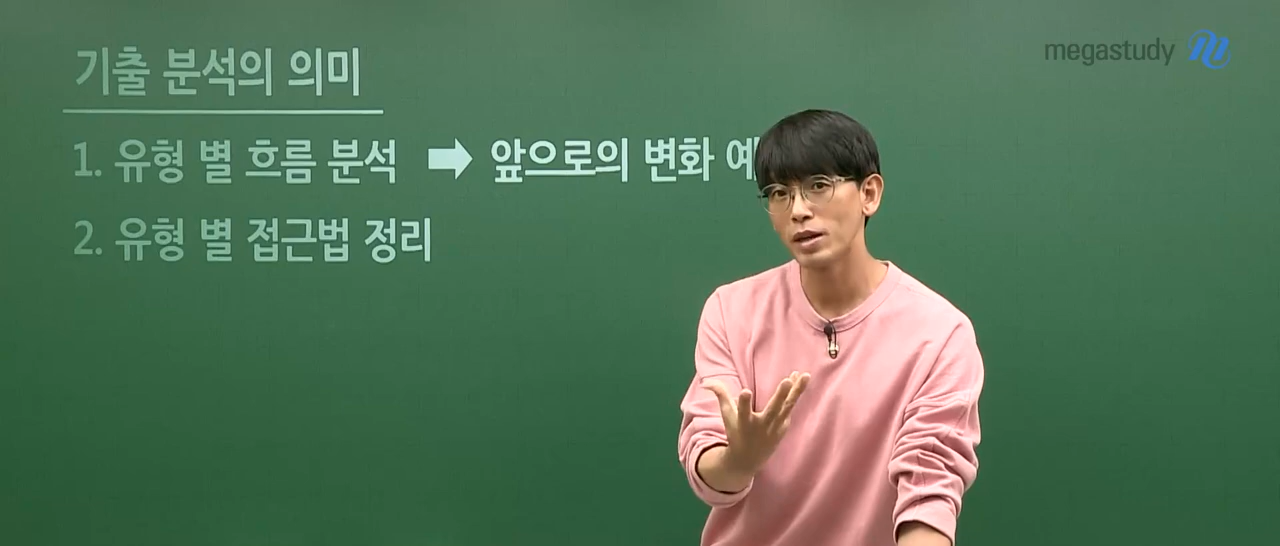 megastudy
기출 분석의 의미
1. 유형 별 흐름 분석 ➡ 앞으로의 변화
2. 유형 별 접근법 정리